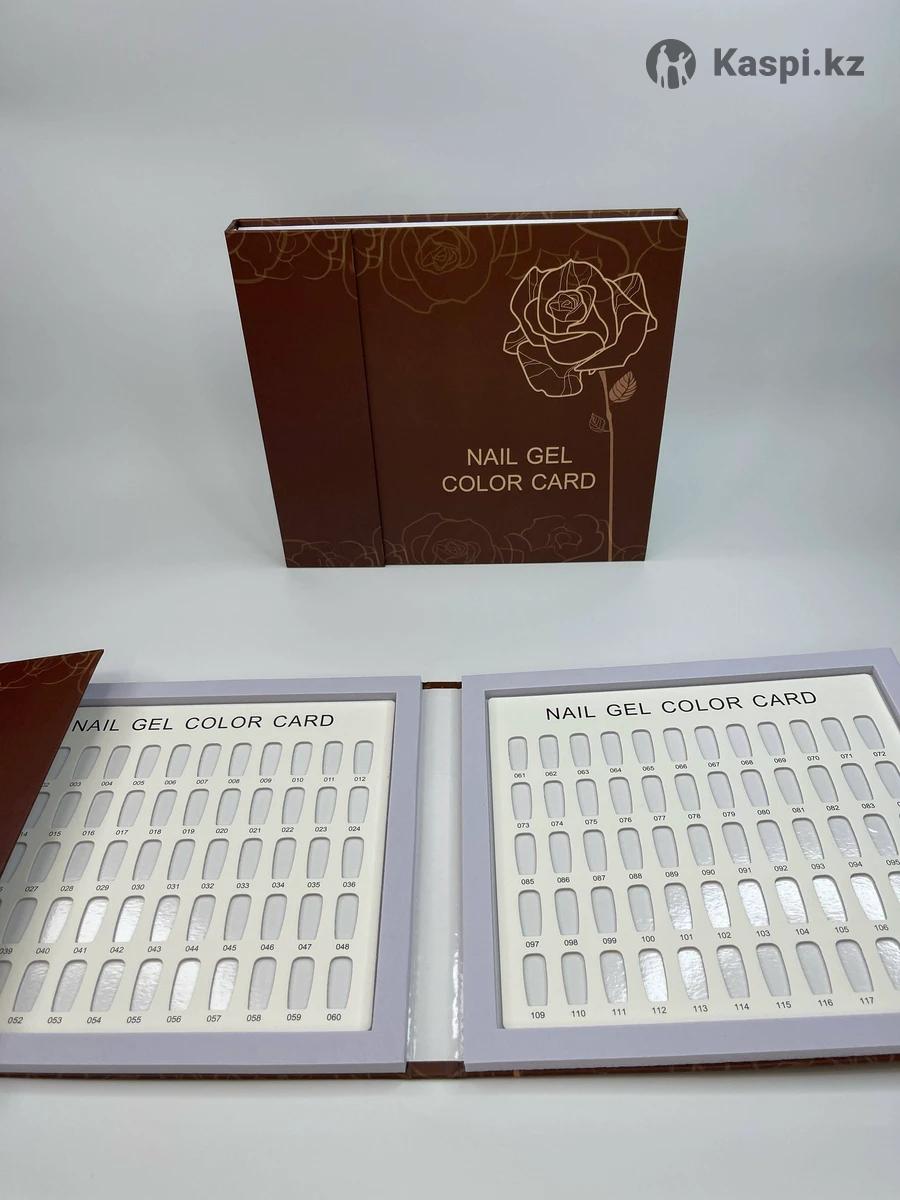 Kaspi.kz
NAIL GEL
COLOR CARD
NAIL GEL COLOR CARD
003 004 005 006 007 008 009 010 011 012
015 016 017 018 019 020 021 022 023 024
027 028 029 030 031 032 033 034 035 036
039 040 041 042 043 044 045 046 047 048
052 053 054 055 056 057 058 059 060
NAIL GEL COLOR CARD
061 062 063 064 065 066 067 068 069 070 071 072
073 074 075 076 077 078 079 080 081 082 083
085 086 087 088 089 090 091 092 093 094 095
097 098 099 100 101 102 103 104 105 106
109 110 111 112 113 114 115 116 117